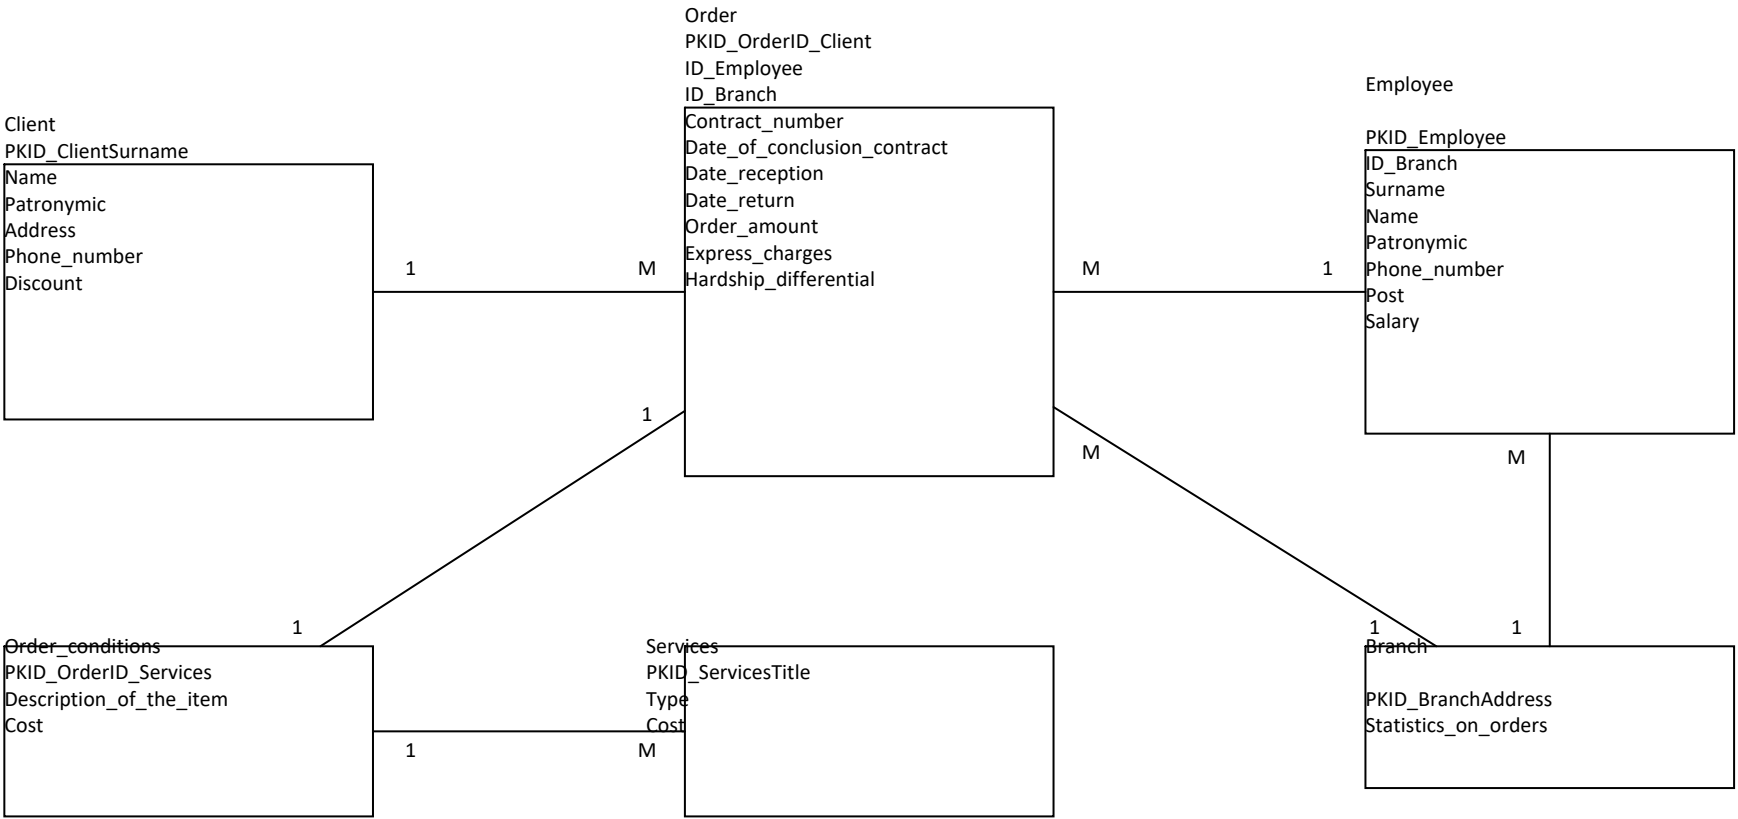 Order
PKID_OrderID_Client
ID_Employee
ID_Branch
Contract_number
Date_of_conclusion_contract
Date_reception
Date_return
Order_amount
Express_charges
Hardship_differential
Employee
PKID_Employee
ID_Branch
Surname
Name
Patronymic
Phone_number
Post
Salary
Client
PKID_ClientSurname
Name
Patronymic
Address
Phone_number
Discount
1
M
M
1
1
M
M
1
1
1
Order_conditions
PKID_OrderID_Services
Description_of_the_item
Cost
1
M
Services
PKID_ServicesTitle
Type
Cost
Branch
PKID_BranchAddress
Statistics_on_orders